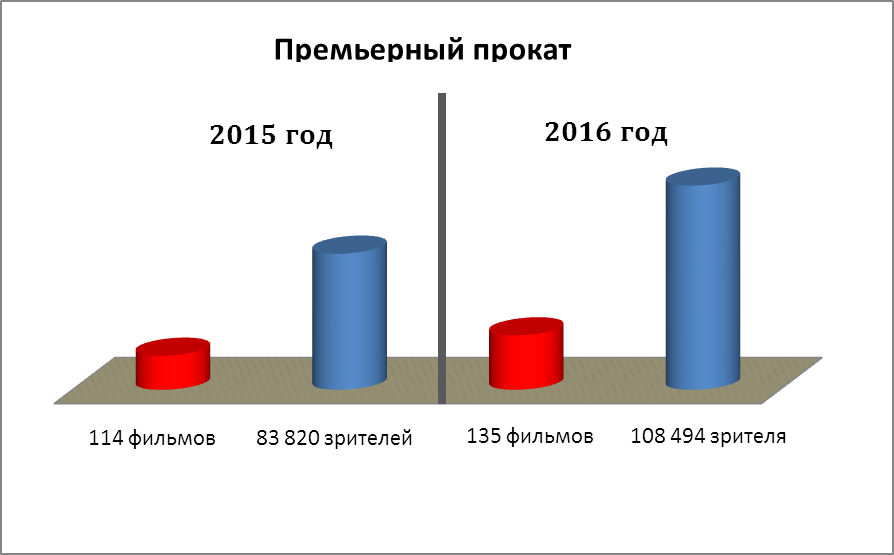 Премьерный прокат
2015 год
2016 год
114 фильмов
83 820 зрителей
135 фильмов
108 494 зрителя